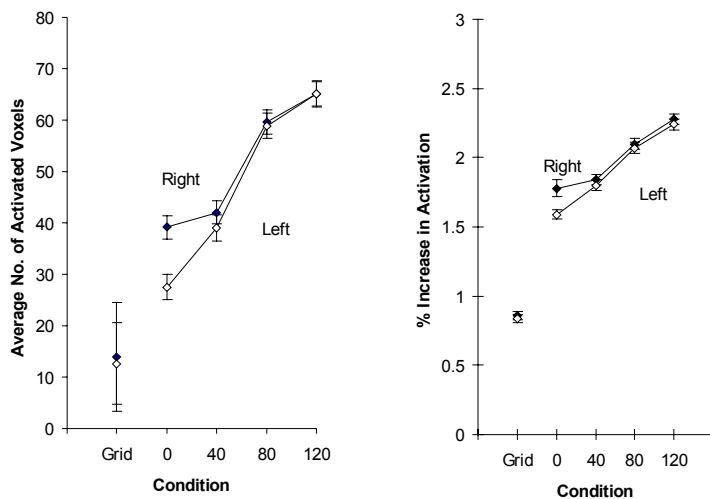 80
70
60
50
40
30
20
10
0
Average No. of Activated Voxels
Right
Left
Grid 0 40 80 120
Condition
3
2.5
2
1.5
1
0.5
0
% Increase in Activation
Right
Left
Grid 0 40 80 120
Condition